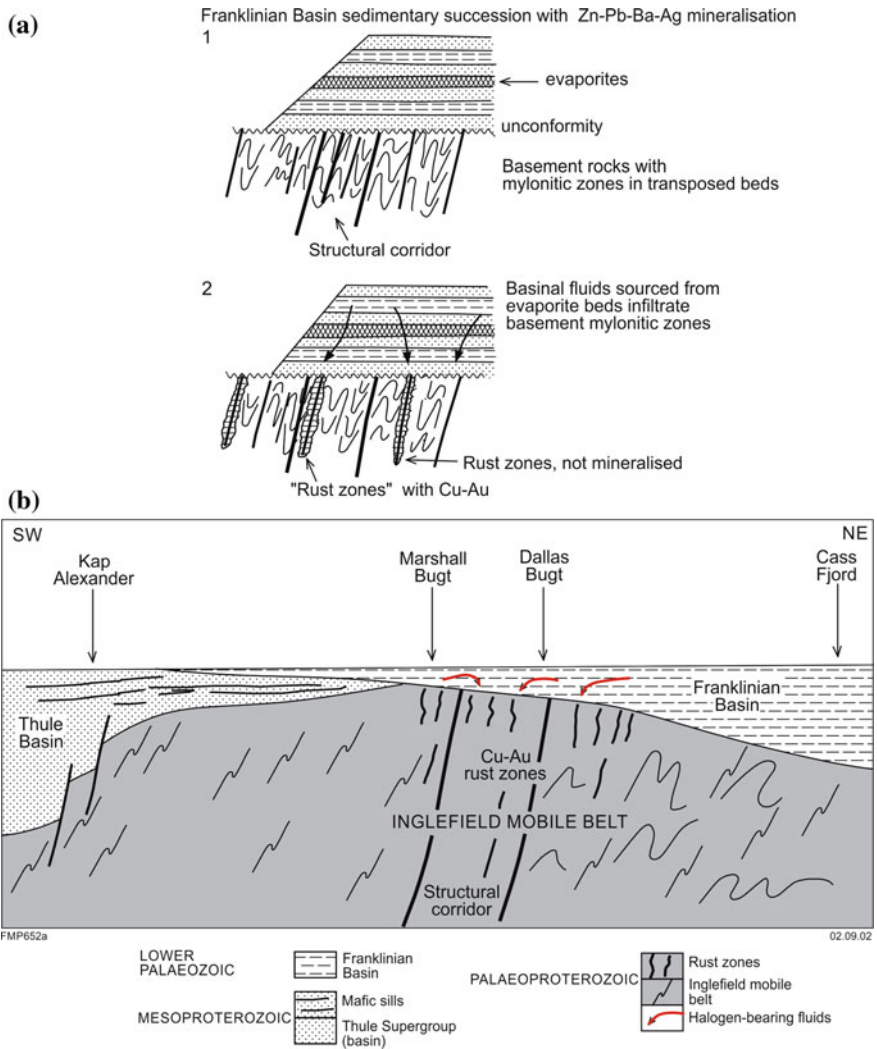 (a)
Franklinian Basin sedimentary succession with Zn-Pb-Ba-Ag mineralisation
1
evaporites
unconformity
Basement rocks with
mylonitic zones in transposed beds
Structural corridor
2
Basinal fluids sourced from
evaporite beds infiltrate
basement mylonitic zones
Rust zones, not mineralised
"Rust zones" with Cu-Au
(b)
SW
NE
Kap
Alexander
Marshall
Bugt
Dallas
Bugt
Cass
Fjord
Thule
Basin
Franklinian
Basin
Cu-Au
rust zones
INGLEFIELD MOBILE BELT
Structural
corridor
FMP652a
02.09.02
LOWER
PALAEOZOIC
Franklinian
Basin
MESOPROTEROZOIC
Mafic sills
Thule Supergroup
(basin)
PALAEOPROTEROZOIC
Rust zones
Inglefield mobile
belt
Halogen-bearing fluids